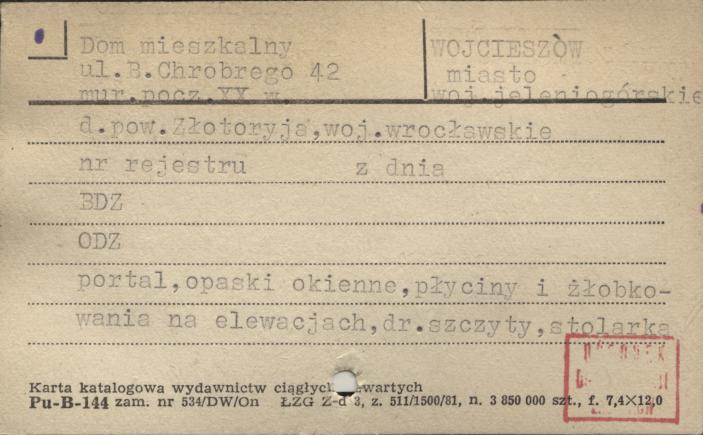 Dom mieszkalny
ul.B.Chrobrego 42
mur.pocz.XX w.
WOJCIESZÒW
miasto
woj.jeleniogórskie
d.pow.Złotoryja,woj.wrocławskie
nr rejestru z dnia
BDZ
ODZ
portal,opaski okienne,płyciny i żłobko-
wania na elewacjach,dr.szczyty,stolarka
Karta katalogowa wydawnictw ciągłych
Pu-B-144 zam. nr 534/DW/On ŁZG Z-d 3, z. 511/1500/81, n. 3 850 000 szt., f. 7,4×12,0